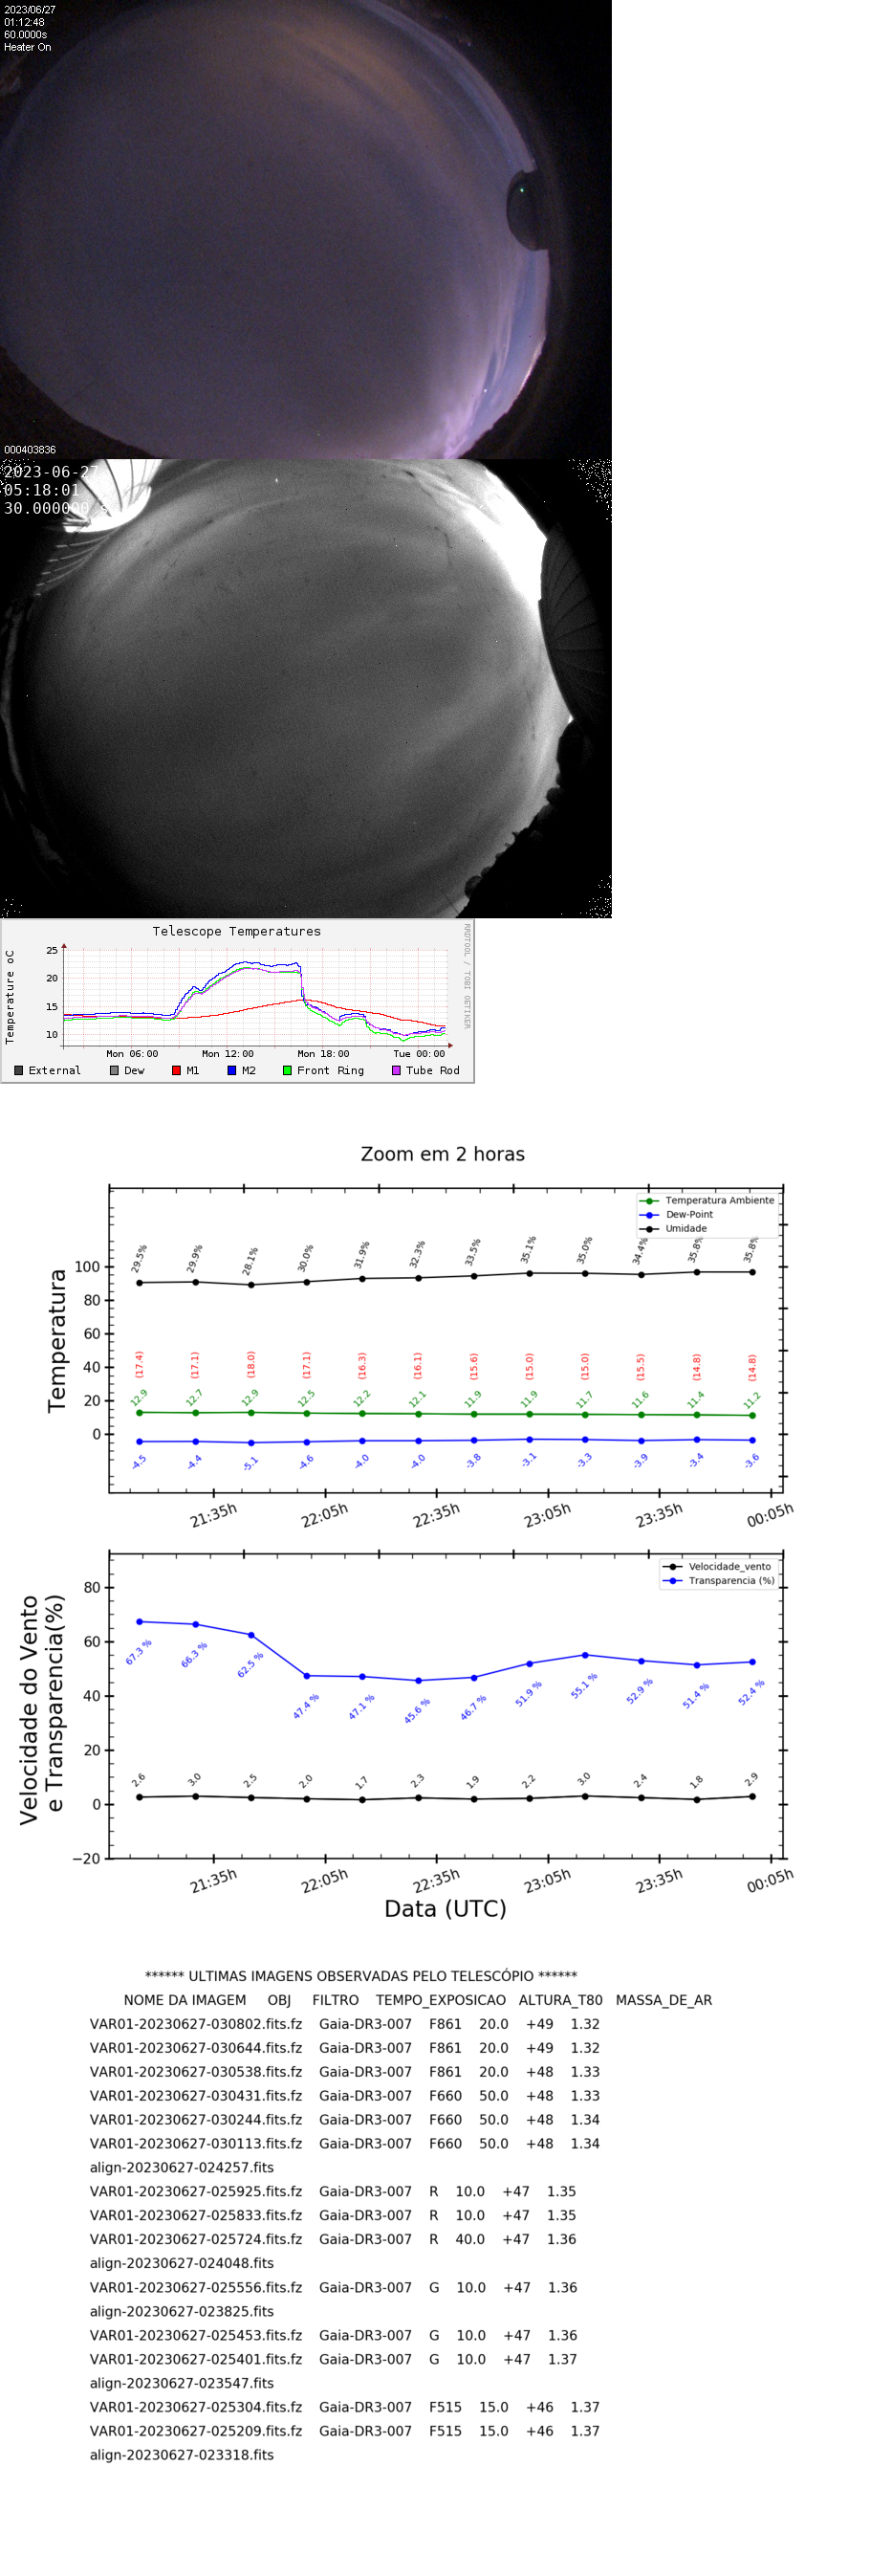 2023/06/27
01:12:48
60.0000s
Heater On
000403836
2023-06-27
05:18:01
30.000000 s
Telescope Temperatures
RRDTOOL / TOBI OETIKER
Temperature oC
25
20
15
10
Mon 06:00 Mon 12:00 Mon 18:00 Tue 00:00
External Dew M1 M2 Front Ring Tube Rod
Zoom em 2 horas
Temperatura Ambiente
Dew-Point
Umidade
Temperatura
100
80
60
40
20
0
29.5% 29.9% 28.1% 30.0% 31.9% 32.3% 33.5% 35.1% 35.0% 34.4% 35.8% 35.8%
(17.4) (17.1) (18.0) (17.1) (16.3) (16.1) (15.6) (15.0) (15.0) (15.5) (14.8) (14.8)
12.9 12.7 12.9 12.5 12.2 12.1 11.9 11.9 11.7 11.6 11.4 11.2
-4.5 -4.4 -5.1 -4.6 -4.0 -4.0 -3.8 -3.1 -3.3 -3.9 -3.4 -3.6
21:35h 22:05h 22:35h 23:05h 23:35h 00:05h
Velocidade_vento
Transparencia (%)
Velocidade do Vento
e Transparencia(%)
80
60
40
20
0
−20
67.3 % 66.3 % 62.5 % 47.4 % 47.1 % 45.6 % 46.7 % 51.9 % 55.1 % 52.9 % 51.4 % 52.4 %
2.6 3.0 2.5 2.0 1.7 2.3 1.9 2.2 3.0 2.4 1.8 2.9
21:35h 22:05h 22:35h 23:05h 23:35h 00:05h
Data (UTC)
****** ULTIMAS IMAGENS OBSERVADAS PELO TELESCÓPIO ******
NOME DA IMAGEM OBJ FILTRO TEMPO_EXPOSICAO ALTURA_T80 MASSA_DE_AR
VAR01-20230627-030802.fits.fz Gaia-DR3-007 F861 20.0 +49 1.32
VAR01-20230627-030644.fits.fz Gaia-DR3-007 F861 20.0 +49 1.32
VAR01-20230627-030538.fits.fz Gaia-DR3-007 F861 20.0 +48 1.33
VAR01-20230627-030431.fits.fz Gaia-DR3-007 F660 50.0 +48 1.33
VAR01-20230627-030244.fits.fz Gaia-DR3-007 F660 50.0 +48 1.34
VAR01-20230627-030113.fits.fz Gaia-DR3-007 F660 50.0 +48 1.34
align-20230627-024257.fits
VAR01-20230627-025925.fits.fz Gaia-DR3-007 R 10.0 +47 1.35
VAR01-20230627-025833.fits.fz Gaia-DR3-007 R 10.0 +47 1.35
VAR01-20230627-025724.fits.fz Gaia-DR3-007 R 40.0 +47 1.36
align-20230627-024048.fits
VAR01-20230627-025556.fits.fz Gaia-DR3-007 G 10.0 +47 1.36
align-20230627-023825.fits
VAR01-20230627-025453.fits.fz Gaia-DR3-007 G 10.0 +47 1.36
VAR01-20230627-025401.fits.fz Gaia-DR3-007 G 10.0 +47 1.37
align-20230627-023547.fits
VAR01-20230627-025304.fits.fz Gaia-DR3-007 F515 15.0 +46 1.37
VAR01-20230627-025209.fits.fz Gaia-DR3-007 F515 15.0 +46 1.37
align-20230627-023318.fits